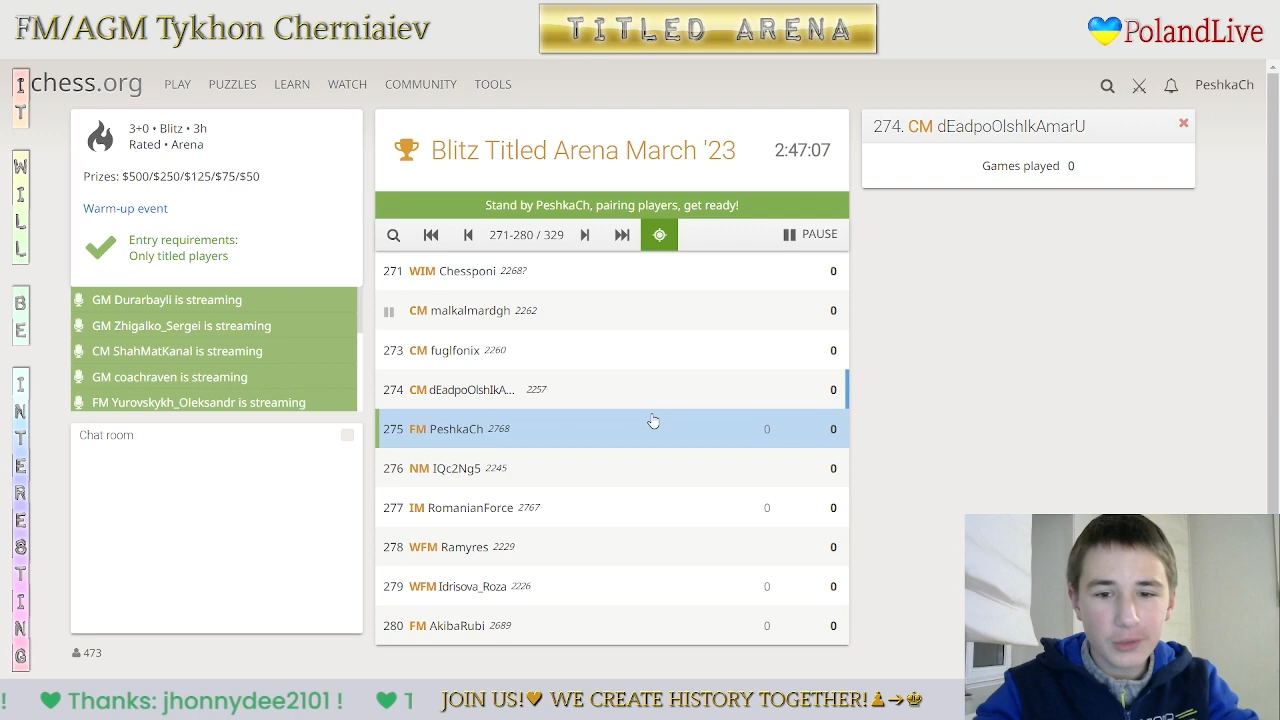 FM/AGM Tykhon Cherniaiev
TITLED ARENA
PolandLive
IT WILL BE INTERESTING
chess.org
PLAY PUZZLES LEARN WATCH COMMUNITY TOOLS
PeshkaCh
3+0 • Blitz • 3h
Rated • Arena
Prizes: $500/$250/$125/$75/$50
Warm-up event
Entry requirements:
Only titled players
GM Durarbayli is streaming
GM Zhigalko_Sergei is streaming
CM ShahMatKanal is streaming
GM coachraven is streaming
FM Yurovskykh_Oleksandr is streaming
Chat room
473
Blitz Titled Arena March '23 2:47:07
Stand by PeshkaCh, pairing players, get ready!
271-280 / 329 PAUSE
271 WIM Chessponi 2268? 0
CM malkalmardgh 2262 0
273 CM fuglfonix 2260 0
274 CM dEadpoOlshIkA... 2257 0
275 FM PeshkaCh 2768 0 0
276 NM IQc2Ng5 2245 0
277 IM RomanianForce 2767 0 0
278 WFM Ramyres 2229 0
279 WFM Idrisova_Roza 2226 0 0
280 FM AkibaRubi 2689 0 0
274. CM dEadpoOlshIkAmarU
Games played 0
! Thanks: jhonnydee2101 ! T
JOIN US! WE CREATE HISTORY TOGETHER!